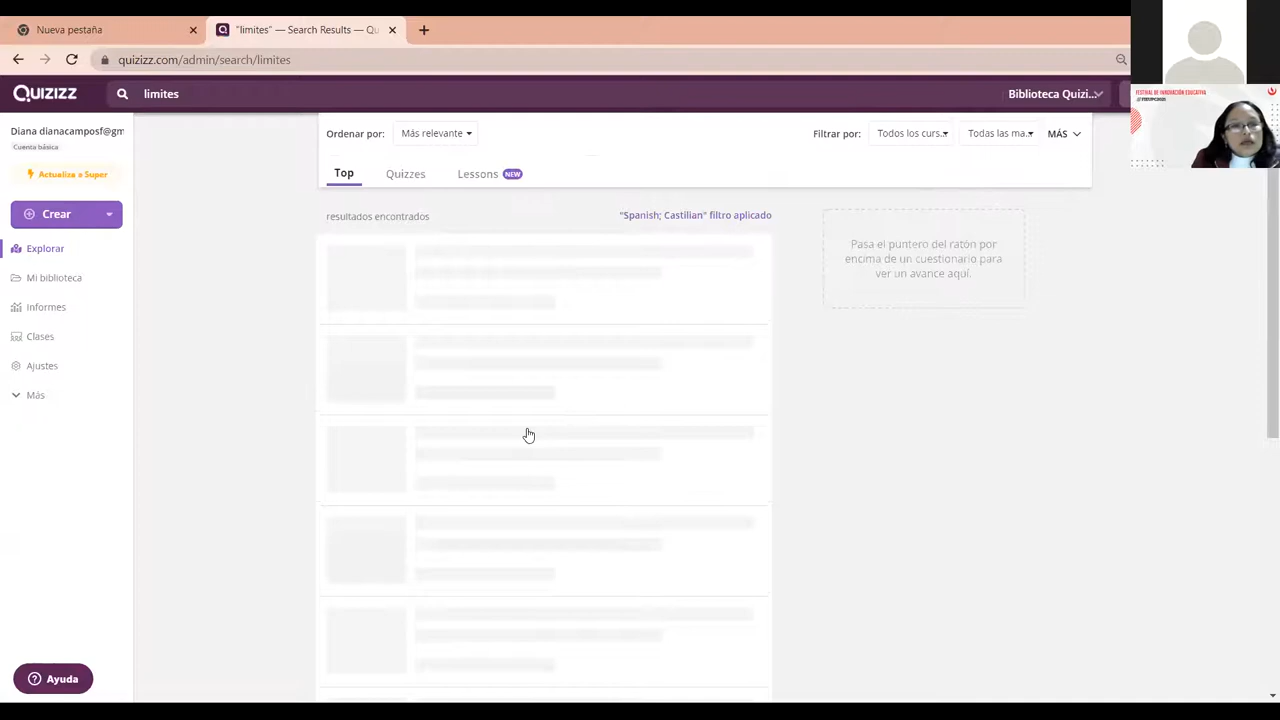 Nueva pestaña
"limites" — Search Results — Qu
quizizz.com/admin/search/limites
QUIZIZZ
limites
Biblioteca Quizi...
FESTIVAL DE INNOVACIÓN EDUCATIVA
Diana dianacamposf@gm
Cuenta básica
Actualiza a Super
Crear
Explorar
Mi biblioteca
Informes
Clases
Ajustes
Más
Ayuda
Ordenar por:
Más relevante
Filtrar por:
Todos los curs..
Todas las ma..
MÁS
Top
Quizzes
Lessons
NEW
resultados encontrados
"Spanish; Castilian" filtro aplicado
Pasa el puntero del ratón por
encima de un cuestionario para
ver un avance aquí.